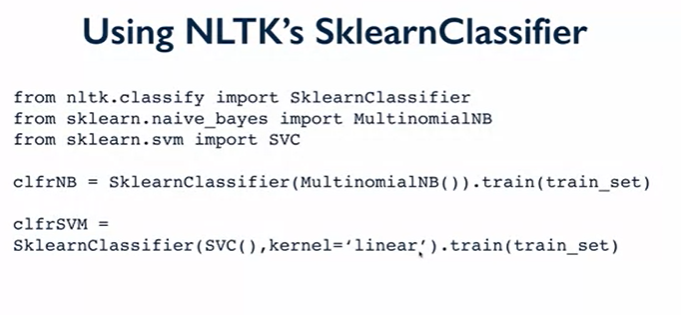 Using NLTK's SklearnClassifier
from nltk.classify import SklearnClassifier
from sklearn.naive_bayes import MultinomialNB
from sklearn.svm import SVC
clfrNB = SklearnClassifier(MultinomialNB()).train(train_set)
clfrSVM =
SklearnClassifier(SVC(),kernel=‘linear’).train(train_set)